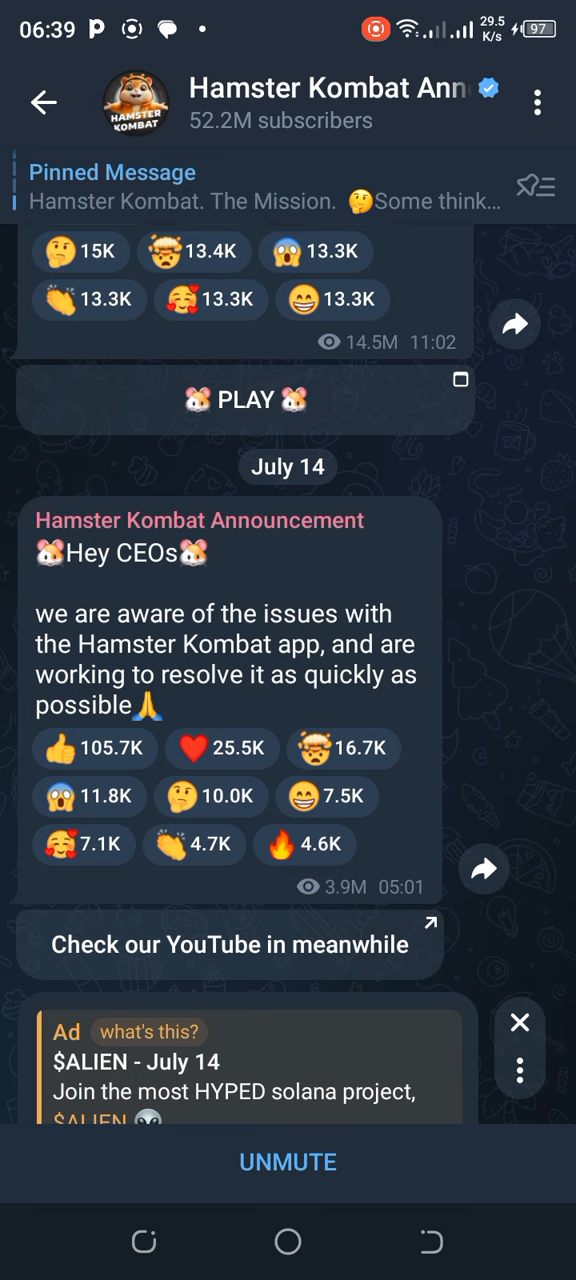 06:39
29.5
K/s
97
HAMSTER
KOMBAT
Hamster Kombat Ann
52.2M subscribers
Pinned Message
Hamster Kombat. The Mission. 🤔Some think...
🤔 15K 🤯 13.4K 😱 13.3K
👏 13.3K 🥰 13.3K 😁 13.3K
14.5M 11:02
🐹 PLAY 🐹
July 14
Hamster Kombat Announcement
🐹Hey CEOs🐹
we are aware of the issues with
the Hamster Kombat app, and are
working to resolve it as quickly as
possible🙏
👍 105.7K ❤️ 25.5K 🤯 16.7K
😱 11.8K 🤔 10.0K 😁 7.5K
🥰 7.1K 👏 4.7K 🔥 4.6K
3.9M 05:01
Check our YouTube in meanwhile
Ad what's this?
$ALIEN - July 14
Join the most HYPED solana project,
$ALIEN 👽
UNMUTE